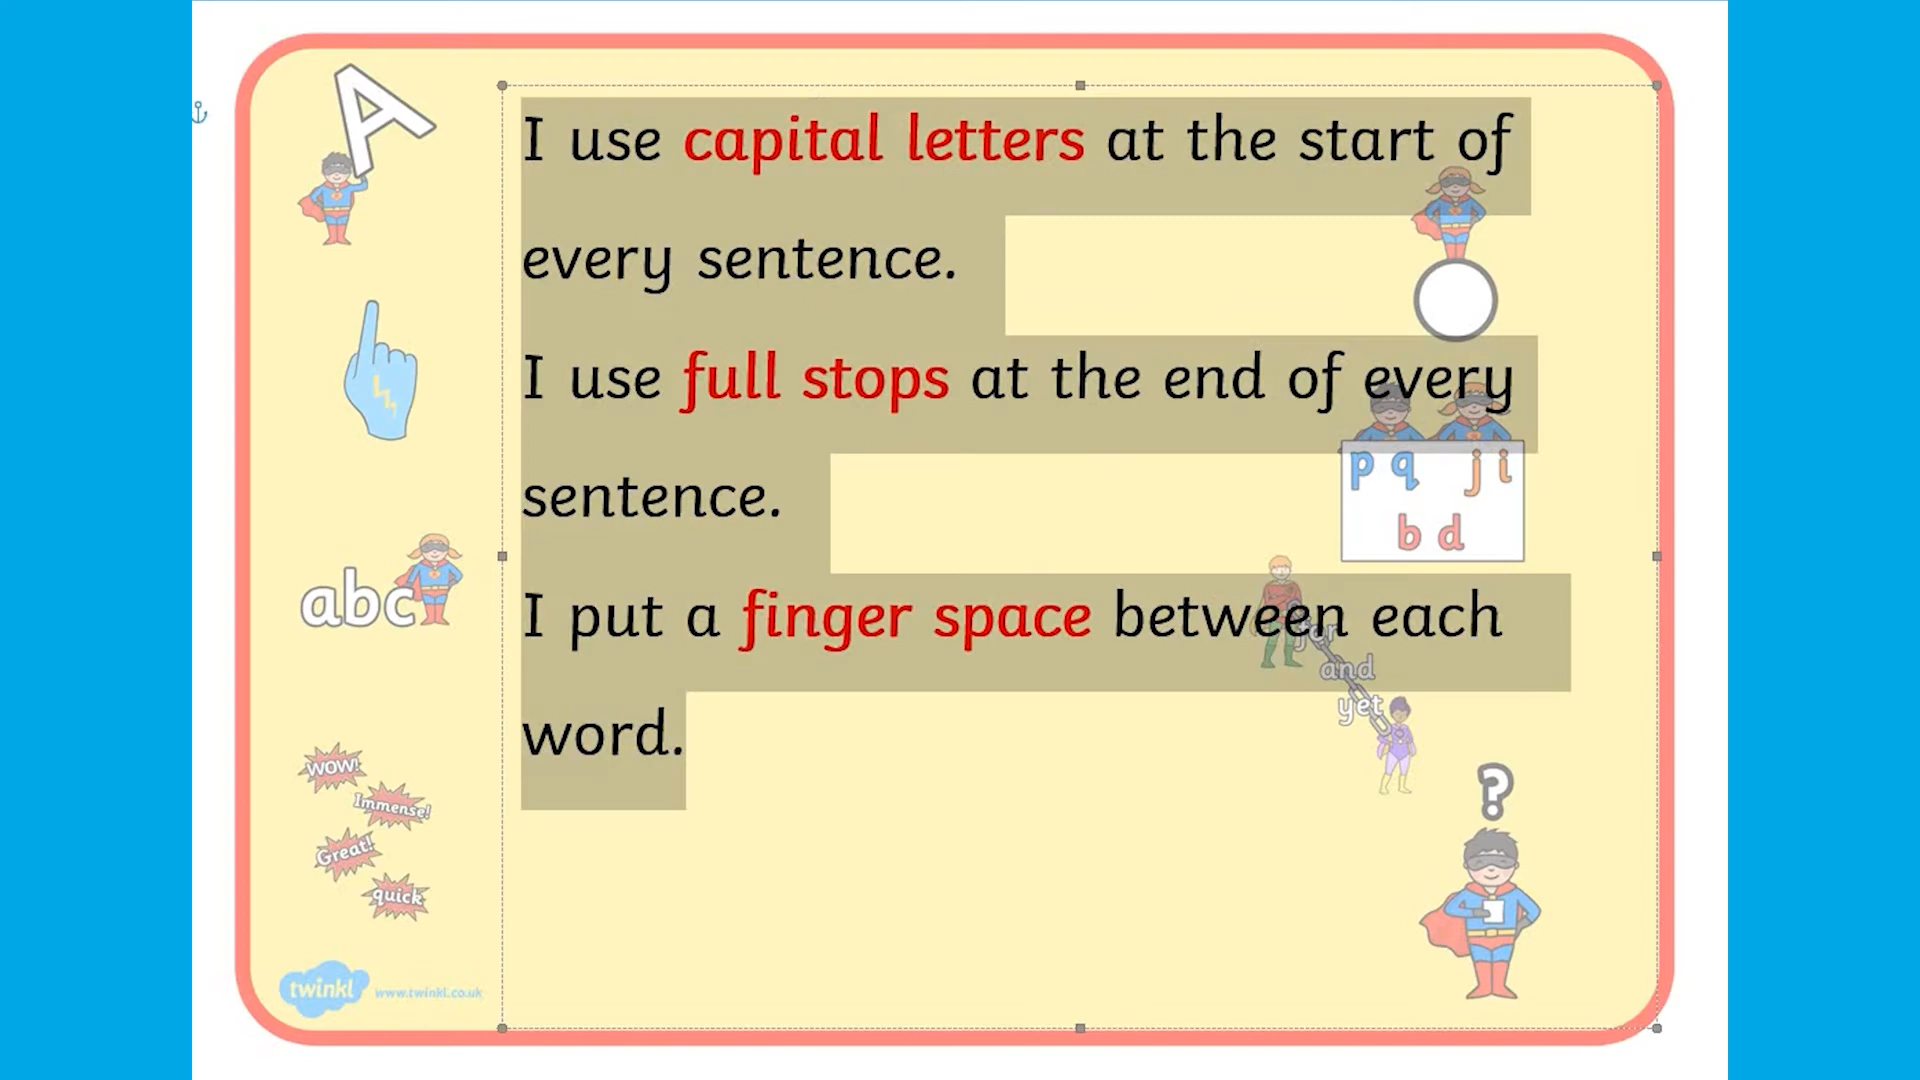 A
I use capital letters at the start of
every sentence.
I use full stops at the end of every
sentence.
I put a finger space between each
word.
abc
WOW!
Immense!
Great!
quick
p q j i
b d
for
and
yet
?
twinkl www.twinkl.co.uk